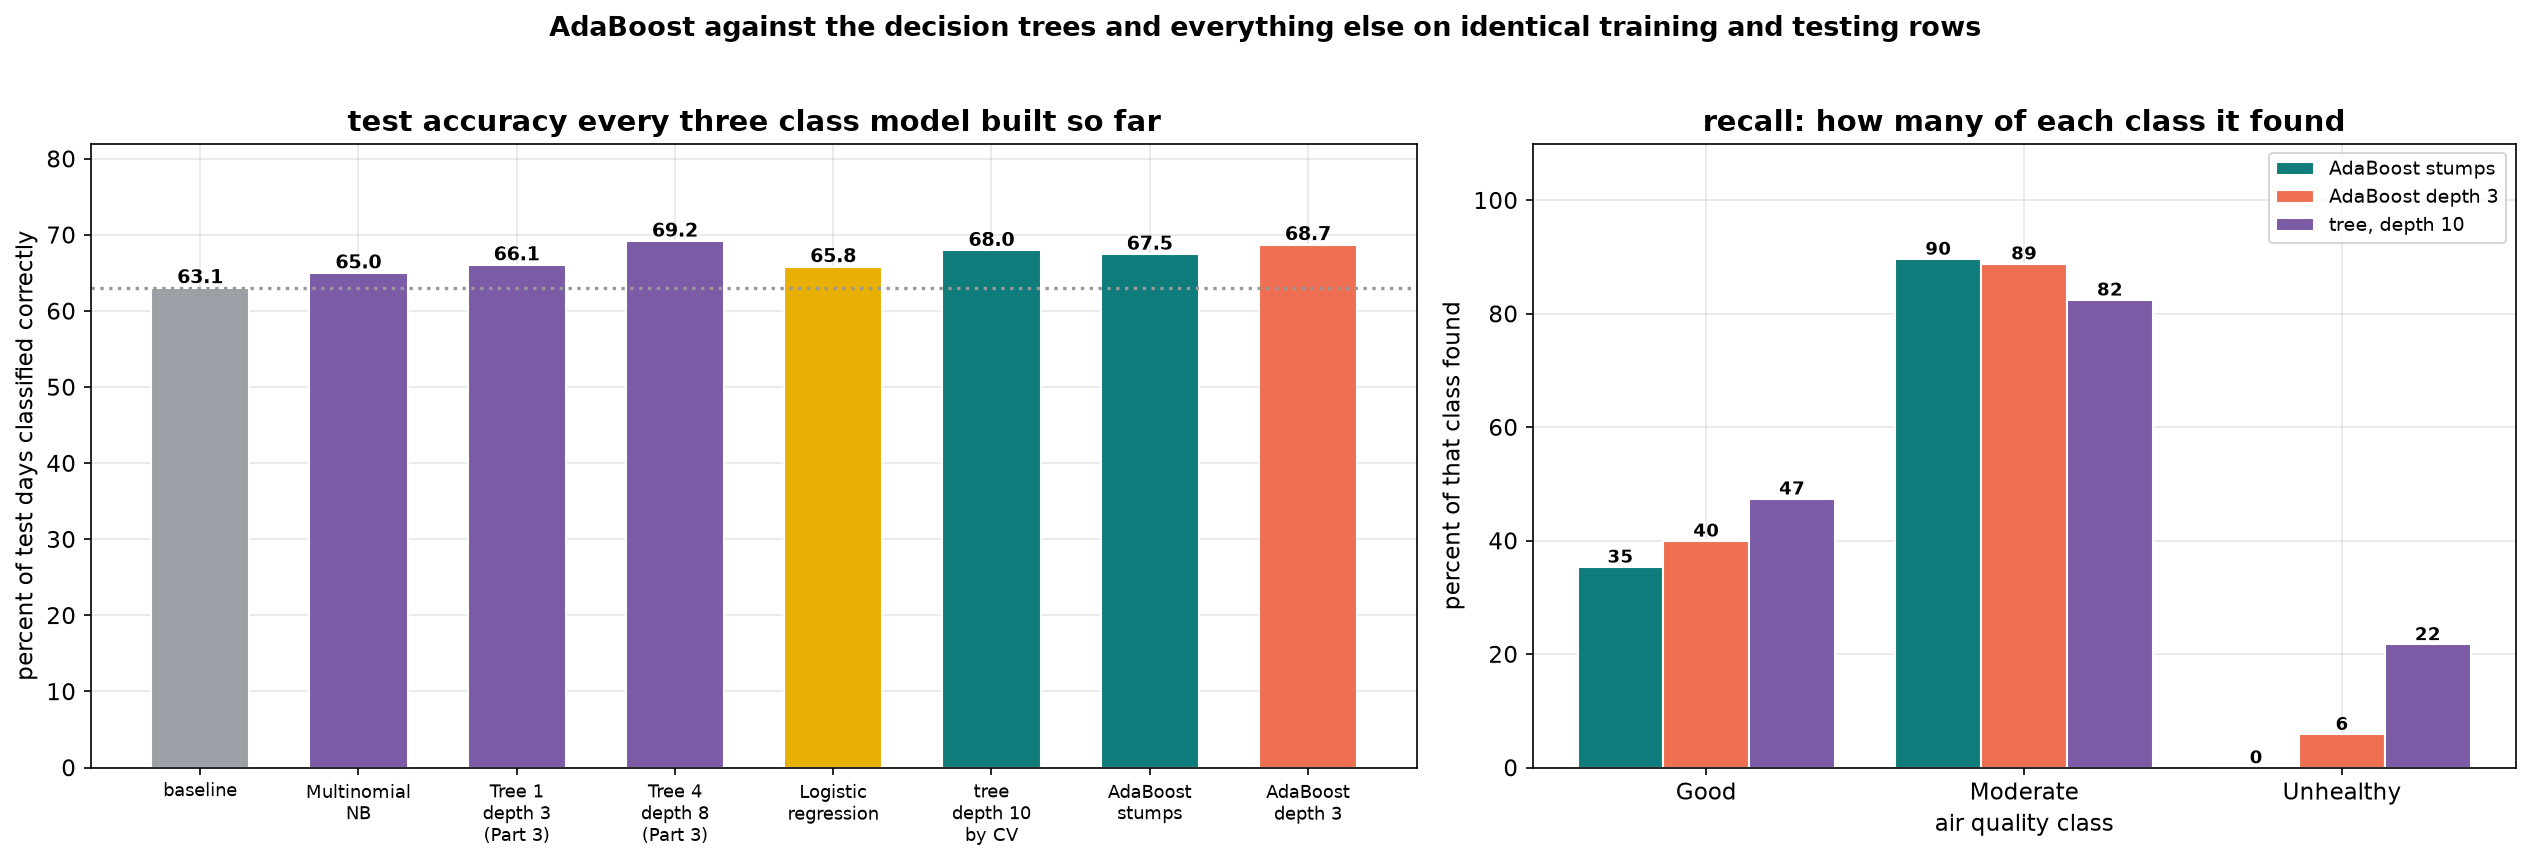 AdaBoost against the decision trees and everything else on identical training and testing rows
test accuracy every three class model built so far
percent of test days classified correctly
80
70
60
50
40
30
20
10
0
63.1
65.0
66.1
69.2
65.8
68.0
67.5
68.7
baseline
Multinomial
NB
Tree 1
depth 3
(Part 3)
Tree 4
depth 8
(Part 3)
Logistic
regression
tree
depth 10
by CV
AdaBoost
stumps
AdaBoost
depth 3
recall: how many of each class it found
percent of that class found
100
80
60
40
20
0
AdaBoost stumps
AdaBoost depth 3
tree, depth 10
35
40
47
90
89
82
0
6
22
Good
Moderate
Unhealthy
air quality class